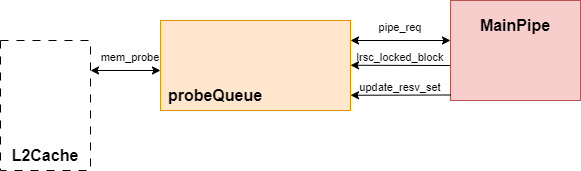 pipe_req
MainPipe
mem_probe
lrsc_locked_block
update_resv_set
probeQueue
L2Cache